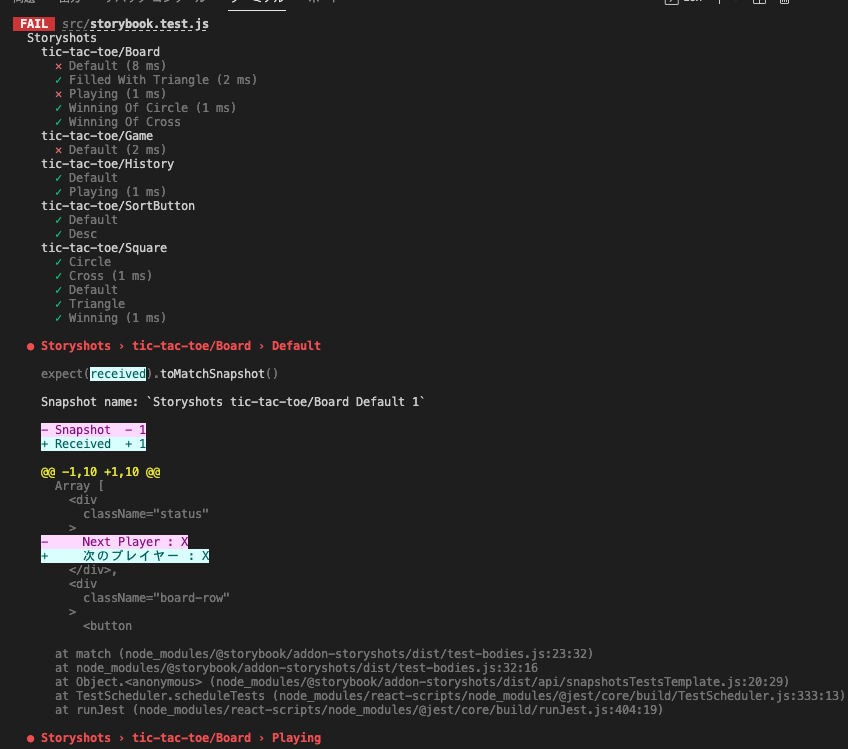 FAIL src/storybook.test.js
Storyshots
tic-tac-toe/Board
× Default (8 ms)
✓ Filled With Triangle (2 ms)
× Playing (1 ms)
✓ Winning Of Circle (1 ms)
✓ Winning Of Cross
tic-tac-toe/Game
× Default (2 ms)
tic-tac-toe/History
✓ Default
✓ Playing (1 ms)
tic-tac-toe/SortButton
✓ Default
✓ Desc
tic-tac-toe/Square
✓ Circle
✓ Cross (1 ms)
✓ Default
✓ Triangle
✓ Winning (1 ms)
● Storyshots › tic-tac-toe/Board › Default
expect(received).toMatchSnapshot()
Snapshot name: `Storyshots tic-tac-toe/Board Default 1`
- Snapshot - 1
+ Received + 1
@@ -1,10 +1,10 @@
Array [
<div
className="status"
>
- Next Player : X
+ 次のプレイヤー : X
</div>,
<div
className="board-row"
>
<button
at match (node_modules/@storybook/addon-storyshots/dist/test-bodies.js:23:32)
at node_modules/@storybook/addon-storyshots/dist/test-bodies.js:32:16
at Object.<anonymous> (node_modules/@storybook/addon-storyshots/dist/api/snapshotsTestsTemplate.js:20:29)
at TestScheduler.scheduleTests (node_modules/react-scripts/node_modules/@jest/core/build/TestScheduler.js:333:13)
at runJest (node_modules/react-scripts/node_modules/@jest/core/build/runJest.js:404:19)
● Storyshots › tic-tac-toe/Board › Playing